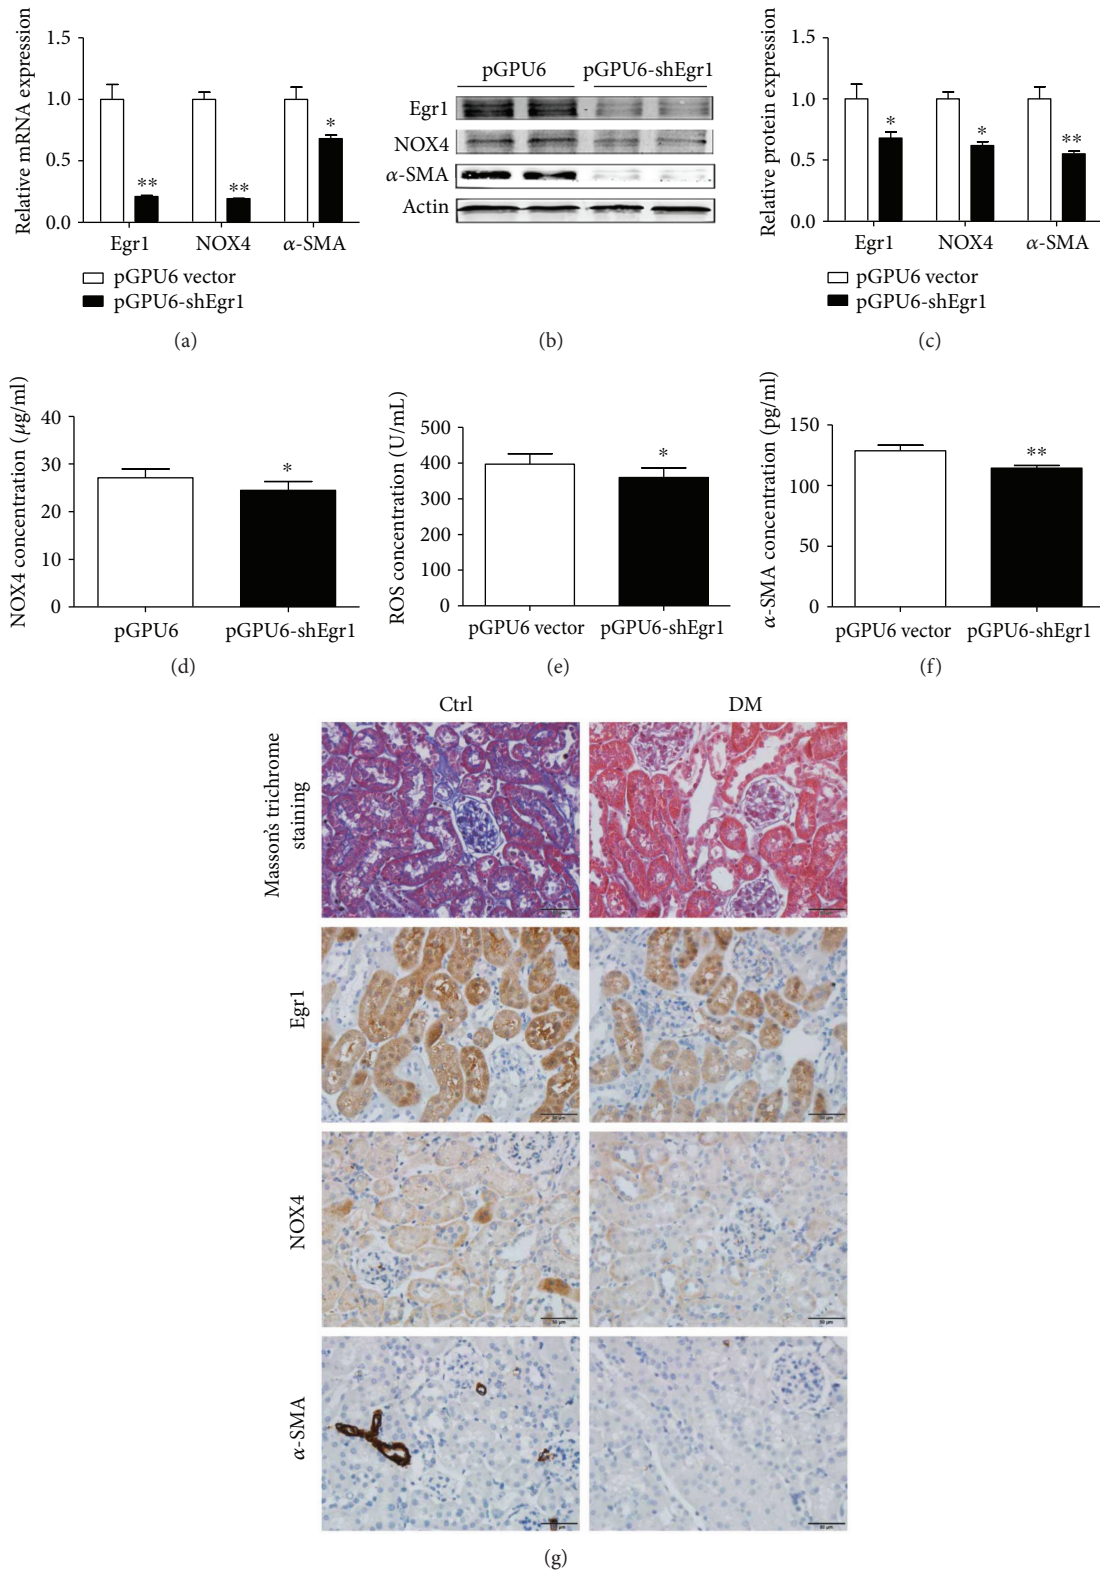 Relative mRNA expression
1.5
1.0
0.5
0.0
**
**
*
Egr1 NOX4 α-SMA
pGPU6 vector
pGPU6-shEgr1
(a)
pGPU6 pGPU6-shEgr1
Egr1
NOX4
α-SMA
Actin
(b)
Relative protein expression
1.5
1.0
0.5
0.0
*
*
**
Egr1 NOX4 α-SMA
pGPU6 vector
pGPU6-shEgr1
(c)
NOX4 concentration (μg/ml)
40
30
20
10
0
*
pGPU6 pGPU6-shEgr1
(d)
ROS concentration (U/mL)
500
400
300
200
100
0
*
pGPU6 vector pGPU6-shEgr1
(e)
α-SMA concentration (pg/ml)
150
100
50
0
**
pGPU6 vector pGPU6-shEgr1
(f)
Ctrl DM
Masson's trichrome
staining
Egr1
NOX4
α-SMA
(g)